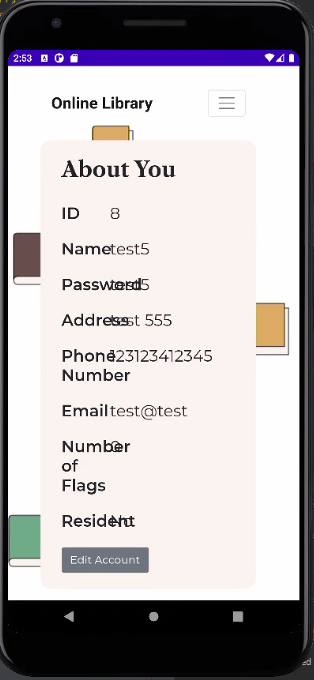 2:53
Online Library
About You
ID 8
Name test5
Password test5
Address test 555
Phone Number 123123412345
Email test@test
Number of Flags 0
Resident No
Edit Account